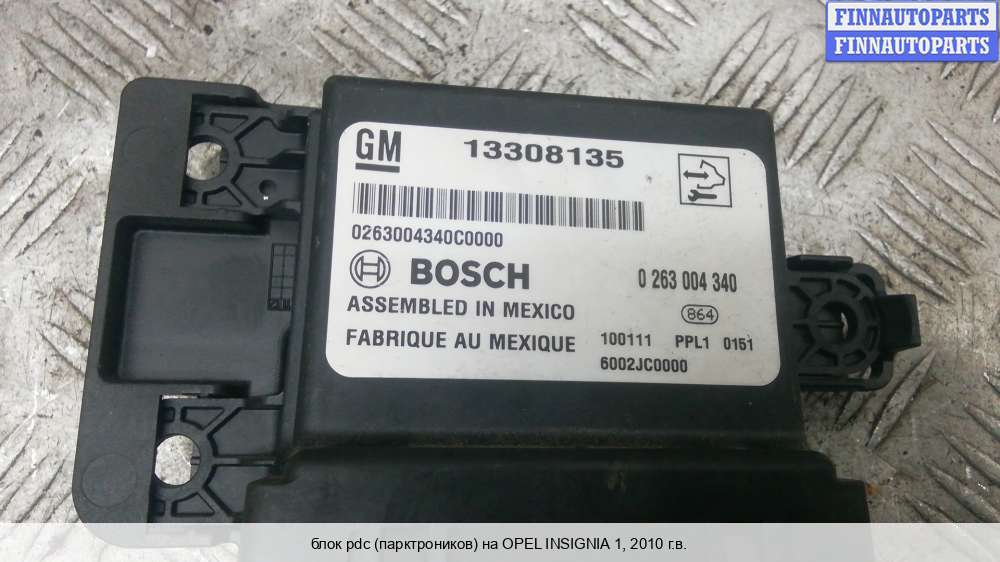 FINNAUTOPARTS
FINNAUTOPARTS
GM 13308135
0263004340C0000
BOSCH 0 263 004 340
ASSEMBLED IN MEXICO
864
FABRIQUE AU MEXIQUE 100111 PPL1 0151
6002JC0000
блок pdc (парктроников) на OPEL INSIGNIA 1, 2010 г.в.